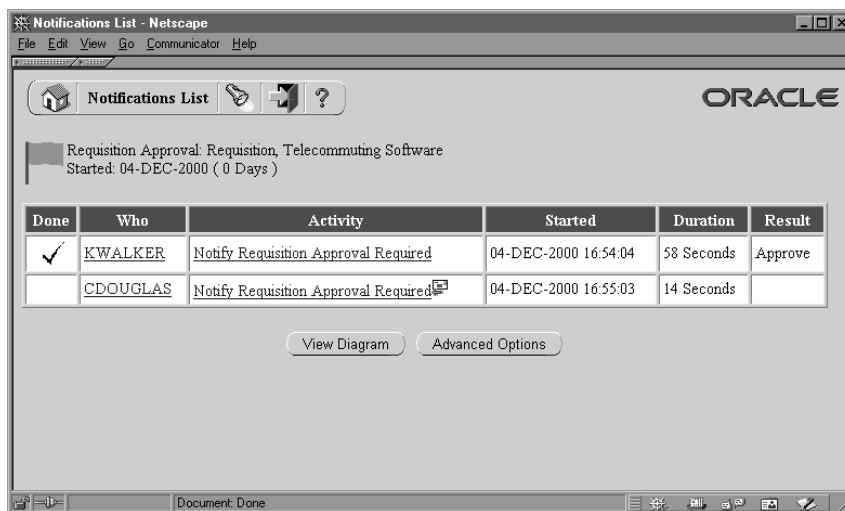 Notifications List - Netscape
File Edit View Go Communicator Help
Notifications List ?
ORACLE
Requisition Approval: Requisition, Telecommuting Software
Started: 04-DEC-2000 ( 0 Days )
Done Who Activity Started Duration Result
KWALKER Notify Requisition Approval Required 04-DEC-2000 16:54:04 58 Seconds Approve
CDOUGLAS Notify Requisition Approval Required 04-DEC-2000 16:55:03 14 Seconds
View Diagram Advanced Options
Document: Done